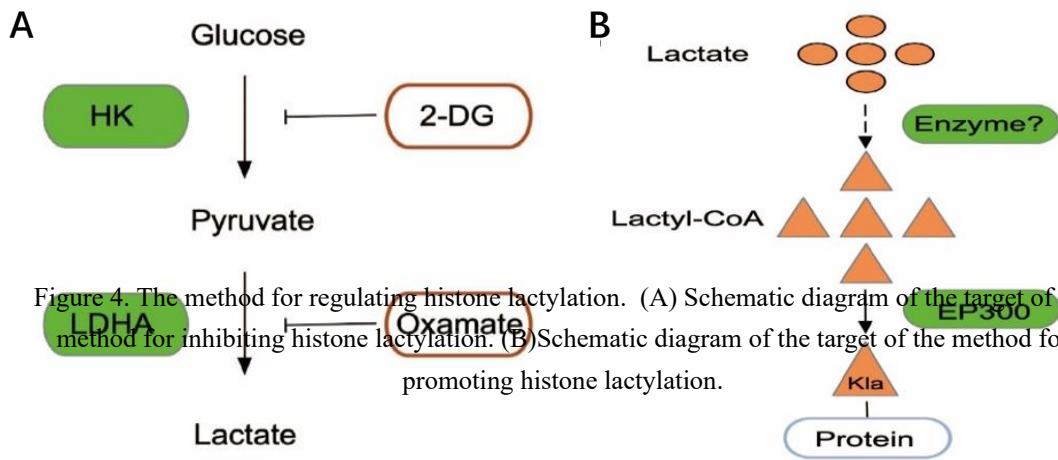 A
Glucose
HK
2-DG
Pyruvate
LDHA
Oxamate
Lactate
B
Lactate
Enzyme?
Lactyl-CoA
EP300
Kla
Protein
Figure 4. The method for regulating histone lactylation. (A) Schematic diagram of the target of
method for inhibiting histone lactylation. (B)Schematic diagram of the target of the method fo
promoting histone lactylation.